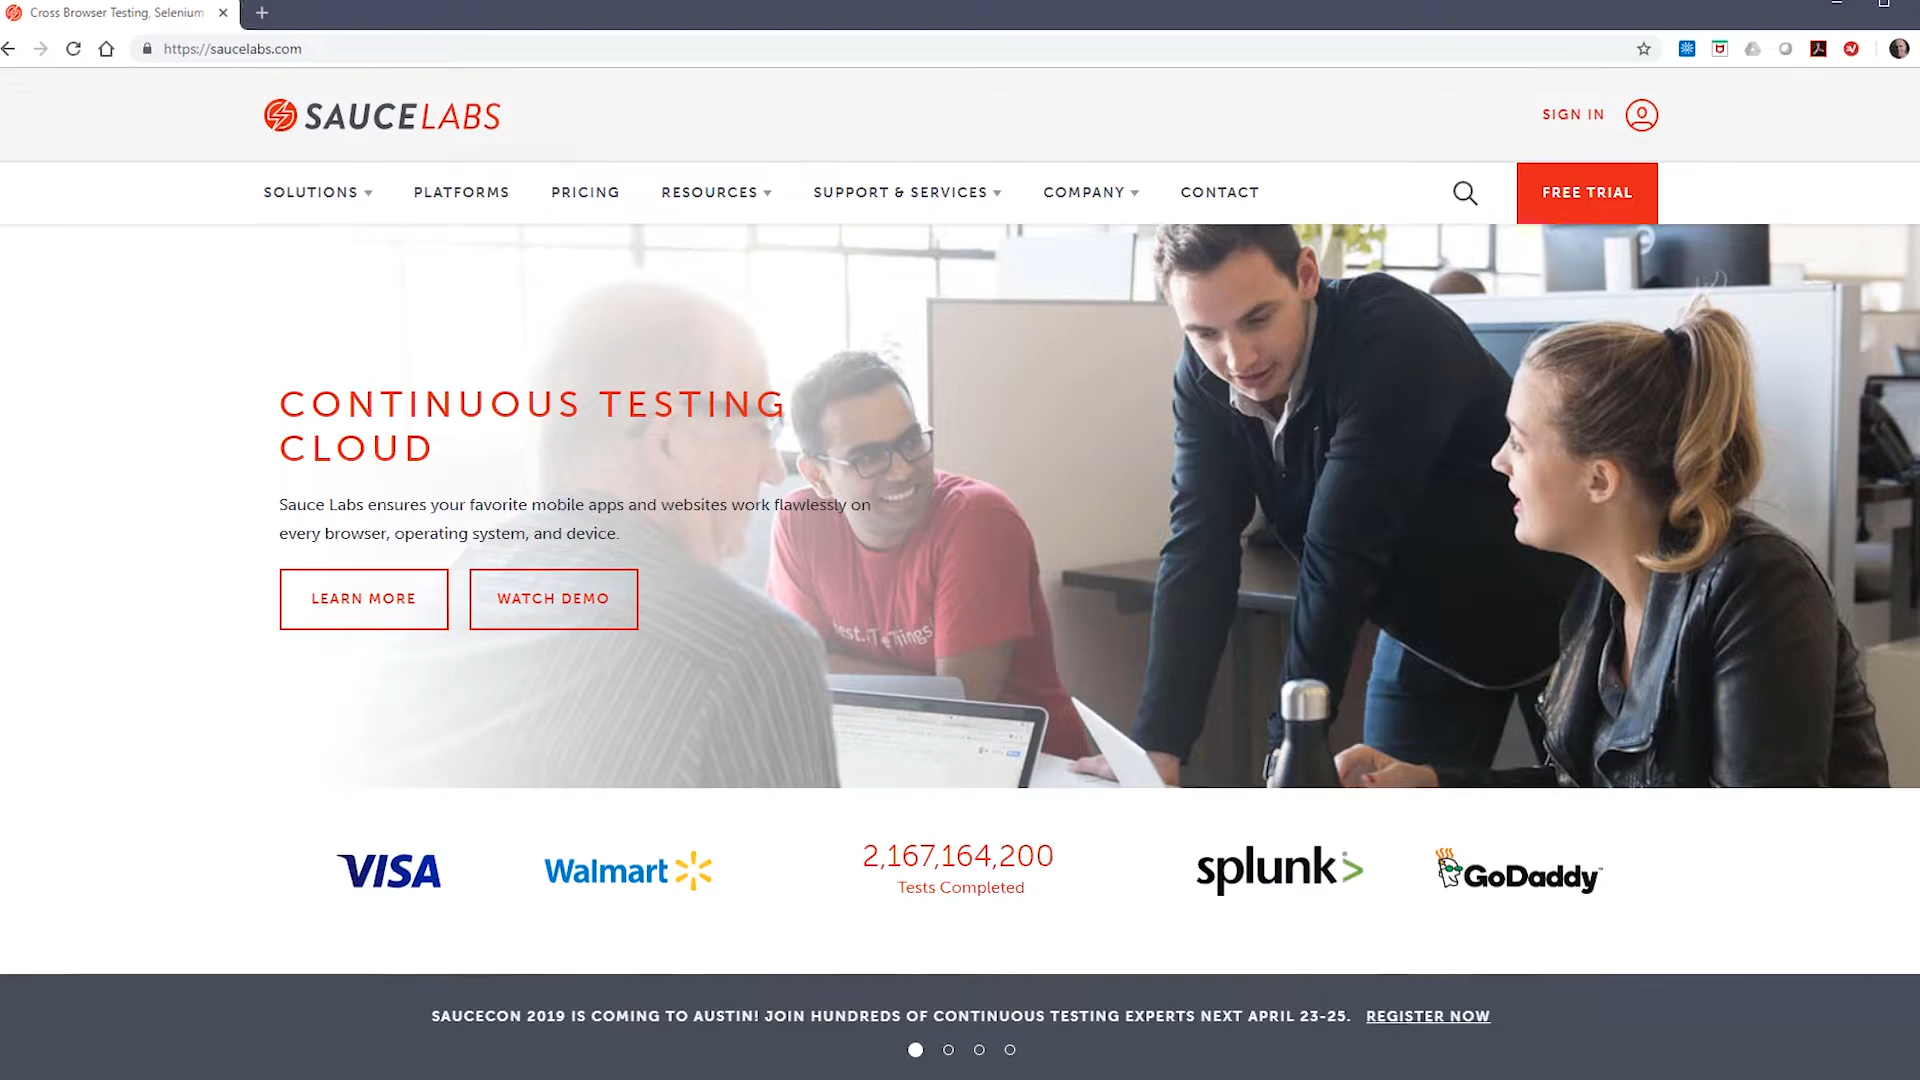 Cross Browser Testing, Selenium
https://saucelabs.com
SAUCELABS
SIGN IN
SOLUTIONS
PLATFORMS
PRICING
RESOURCES
SUPPORT & SERVICES
COMPANY
CONTACT
FREE TRIAL
CONTINUOUS TESTING
CLOUD
Sauce Labs ensures your favorite mobile apps and websites work flawlessly on
every browser, operating system, and device.
LEARN MORE
WATCH DEMO
VISA
Walmart
2,167,164,200
Tests Completed
splunk>
GoDaddy™
SAUCECON 2019 IS COMING TO AUSTIN! JOIN HUNDREDS OF CONTINUOUS TESTING EXPERTS NEXT APRIL 23-25. REGISTER NOW